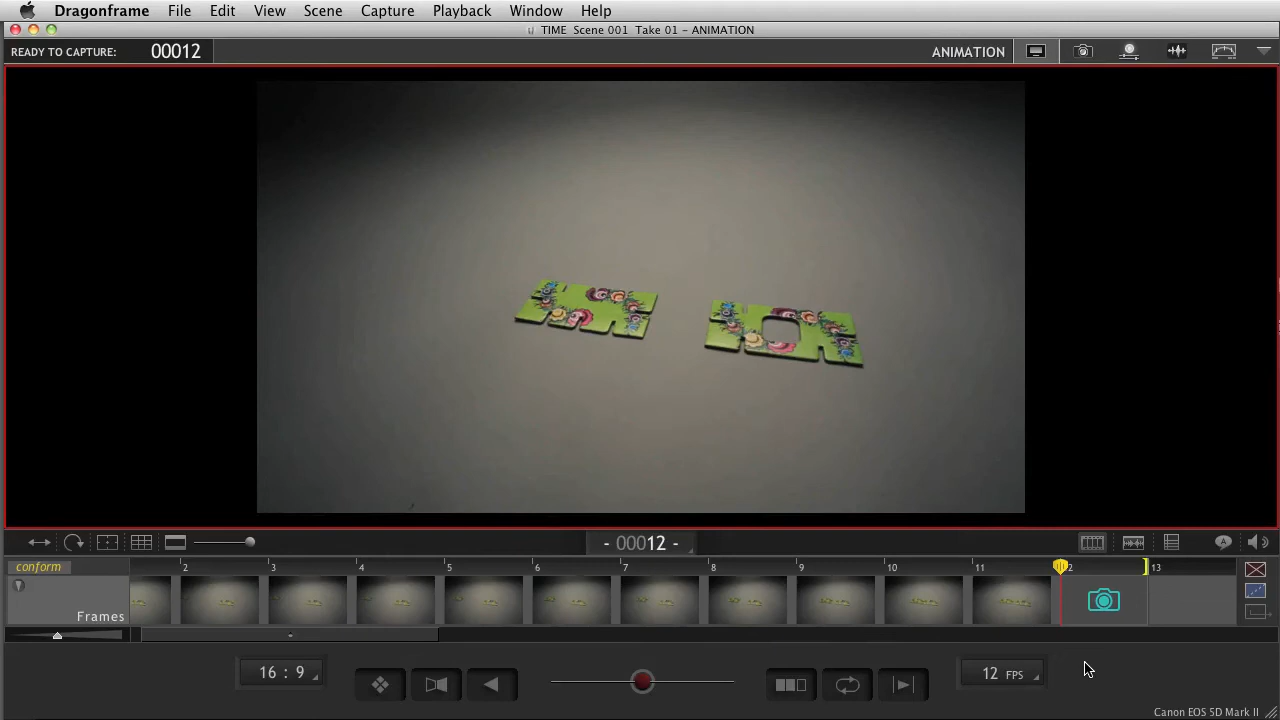 Dragonframe File Edit View Scene Capture Playback Window Help
TIME Scene 001 Take 01 – ANIMATION
READY TO CAPTURE: 00012 ANIMATION
- 00012 -
conform 2 3 4 5 6 7 8 9 10 11 2 13
Frames
16 : 9 12 FPS
Canon EOS 5D Mark II